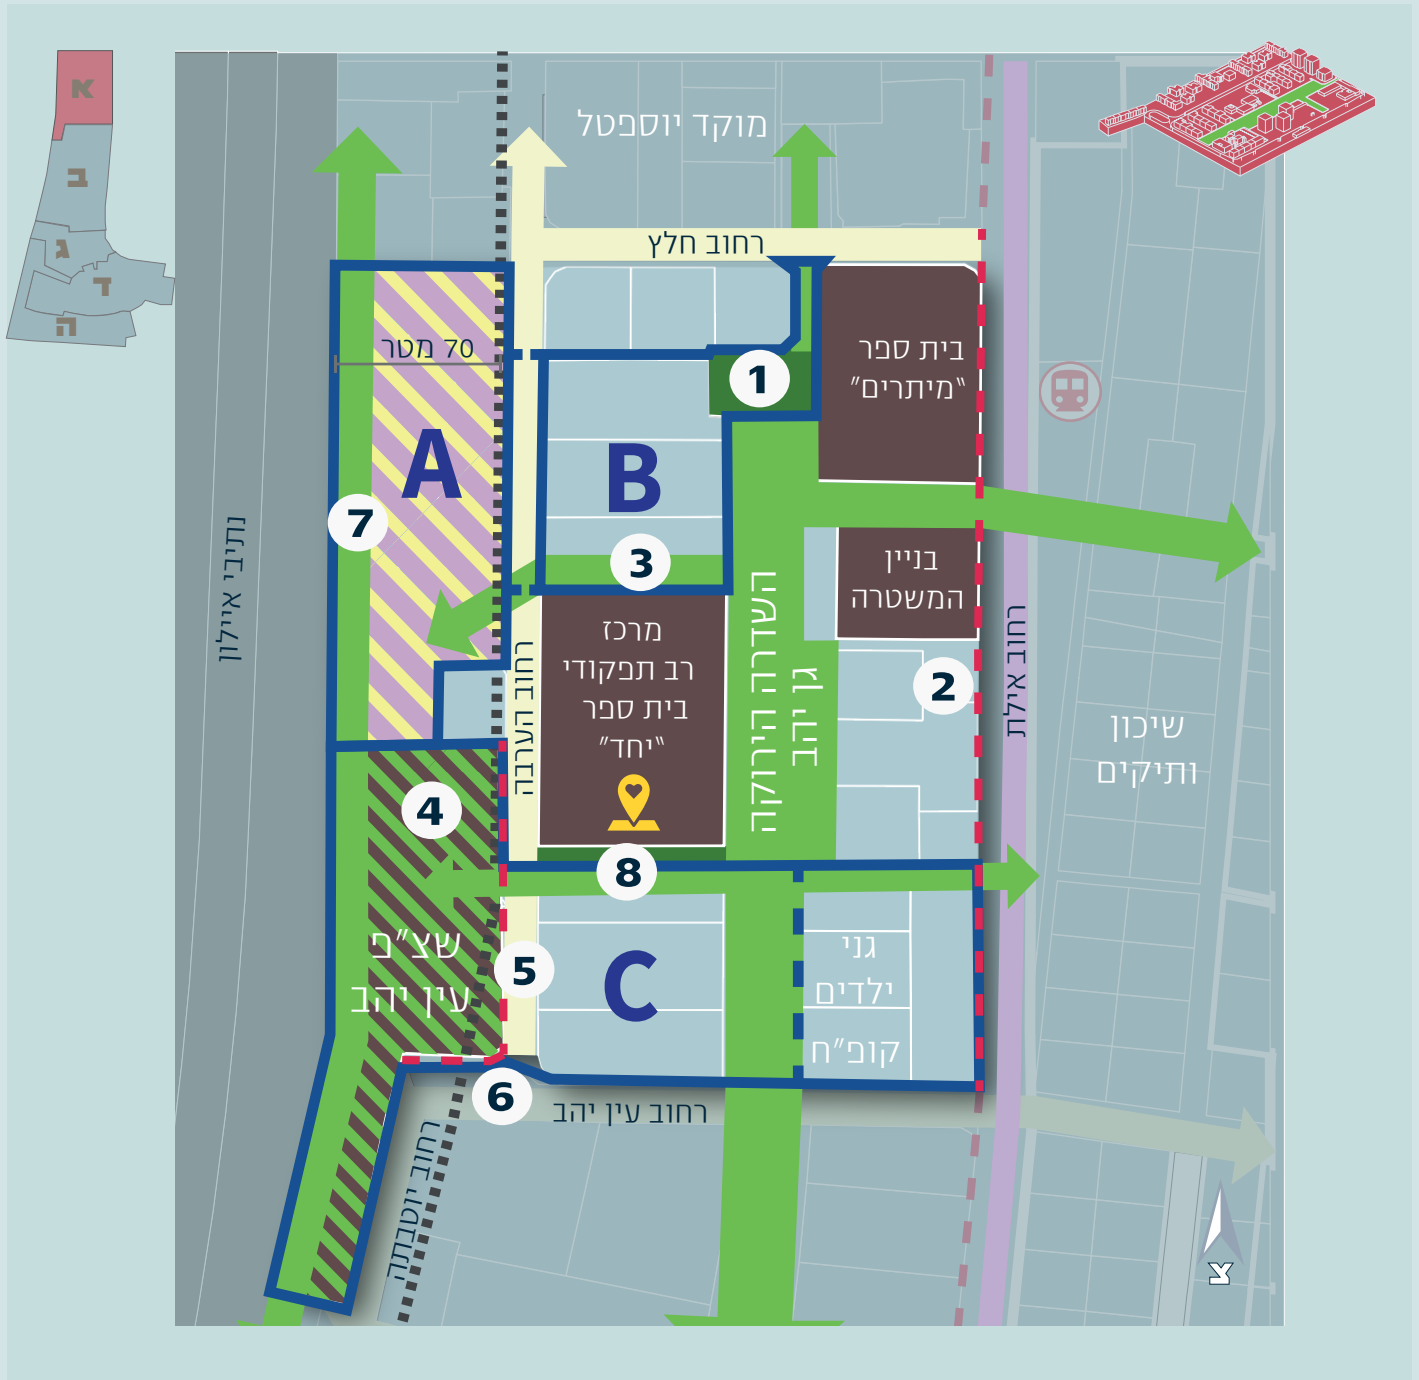 א
ב
ג
ד
ה
מוקד יוספטל
רחוב חלץ
70 מטר
A
B
C
1
בית ספר
"מיתרים"
בניין
המשטרה
7
3
2
4
8
5
6
מרכז
רב תפקודי
בית ספר
"יחד"
רחוב הערבה
השדרה הירוקה
גן יהב
רחוב אילת
שיכון
ותיקים
נתיבי איילון
שצ"פ
עין יהב
גני
ילדים
קופ"ח
רחוב עין יהב
רחוב יוטבתה
צ